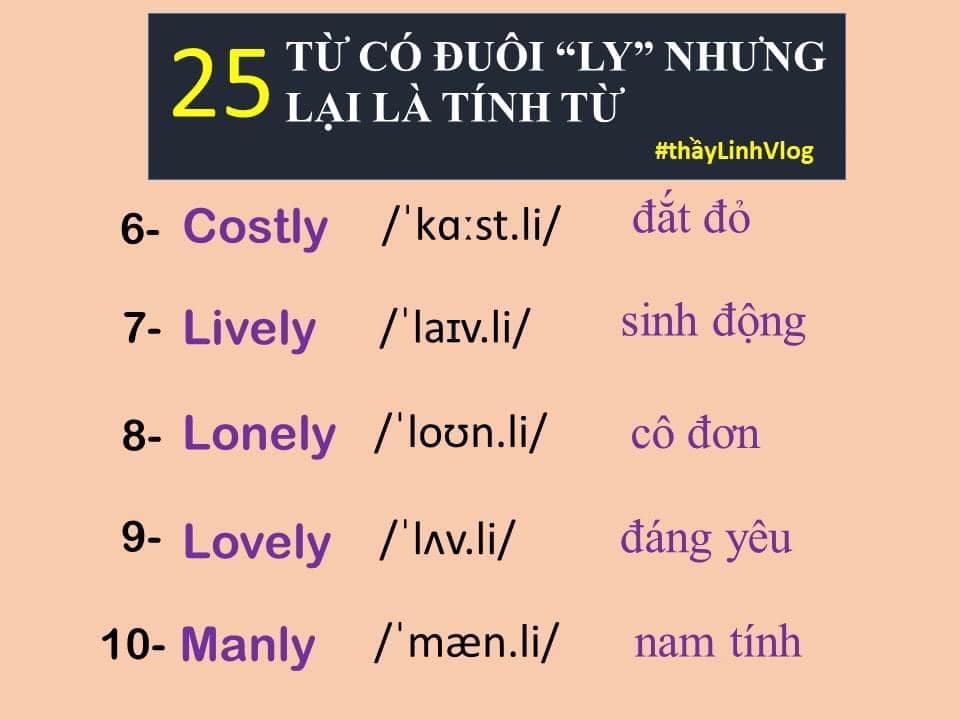 25 TỪ CÓ ĐUÔI “LY” NHƯNG
LẠI LÀ TÍNH TỪ
#thầyLinhVlog
6- Costly /ˈkɑːst.li/ đắt đỏ
7- Lively /ˈlaɪv.li/ sinh động
8- Lonely /ˈloʊn.li/ cô đơn
9- Lovely /ˈlʌv.li/ đáng yêu
10- Manly /ˈmæn.li/ nam tính